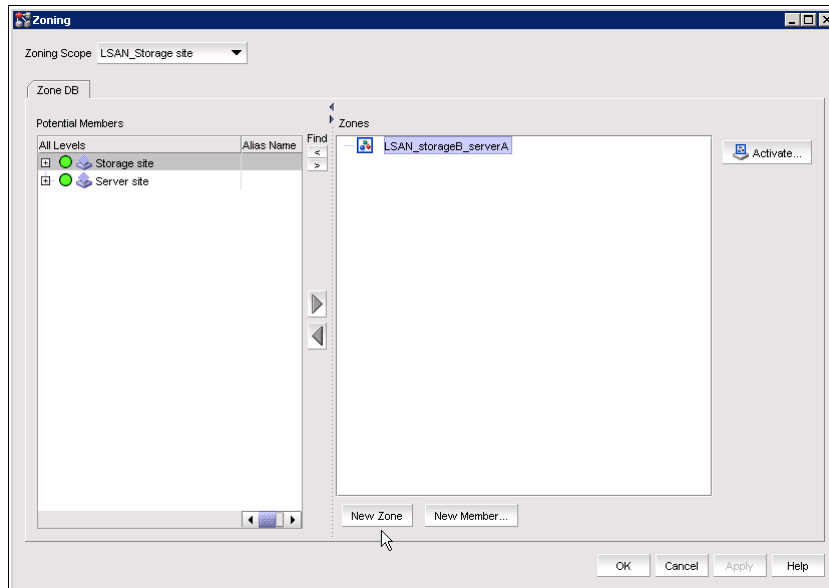 Zoning
Zoning Scope LSAN_Storage site
Zone DB
Potential Members
All Levels Alias Name
Storage site
Server site
Find
<
>
Zones
LSAN_storageB_serverA
Activate...
New Zone New Member...
OK Cancel Apply Help